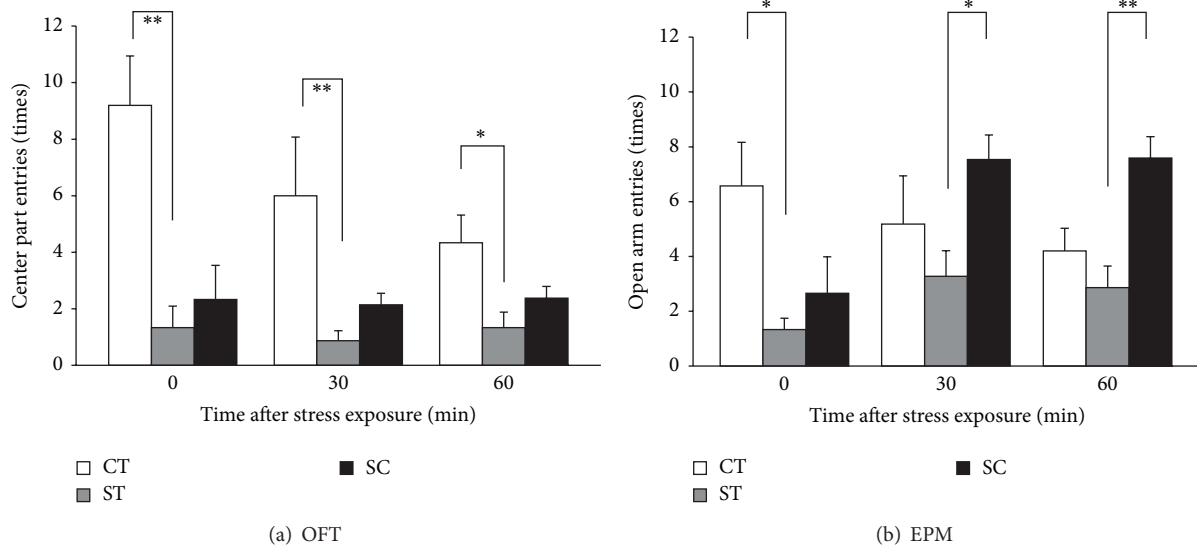 12
10
8
6
4
2
0
Center part entries (times)
**
**
*
0 30 60
Time after stress exposure (min)
CT
ST
SC
(a) OFT
12
10
8
6
4
2
0
Open arm entries (times)
*
*
**
0 30 60
Time after stress exposure (min)
CT
ST
SC
(b) EPM